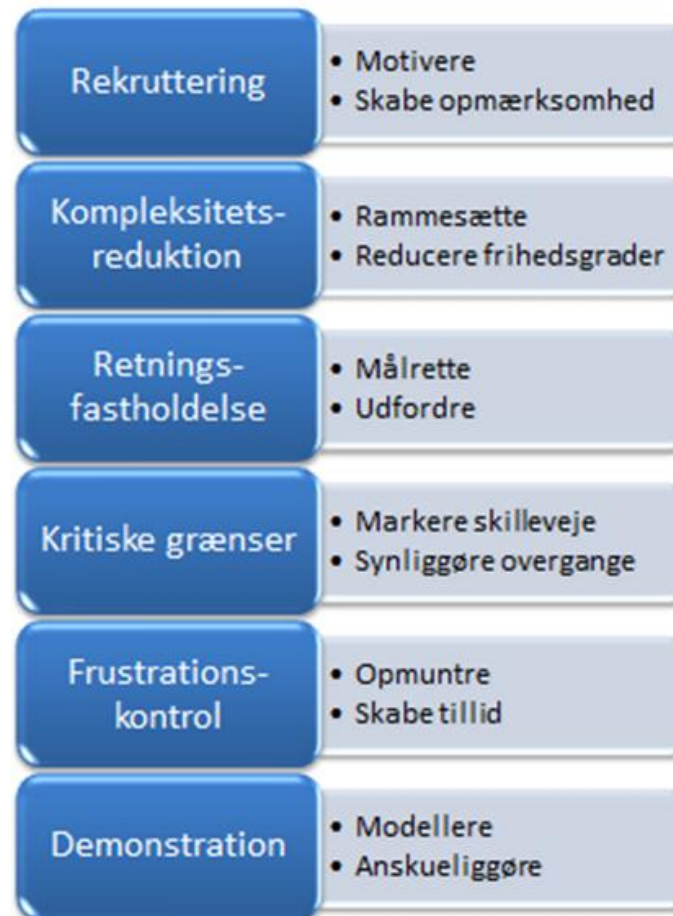 Rekruttering
• Motivere
• Skabe opmærksomhed
Kompleksitets-
reduktion
• Rammesætte
• Reducere frihedsgrader
Retnings-
fastholdelse
• Målrette
• Udfordre
Kritiske grænser
• Markere skilleveje
• Synliggøre overgange
Frustrations-
kontrol
• Opmuntre
• Skabe tillid
Demonstration
• Modellere
• Anskueliggøre